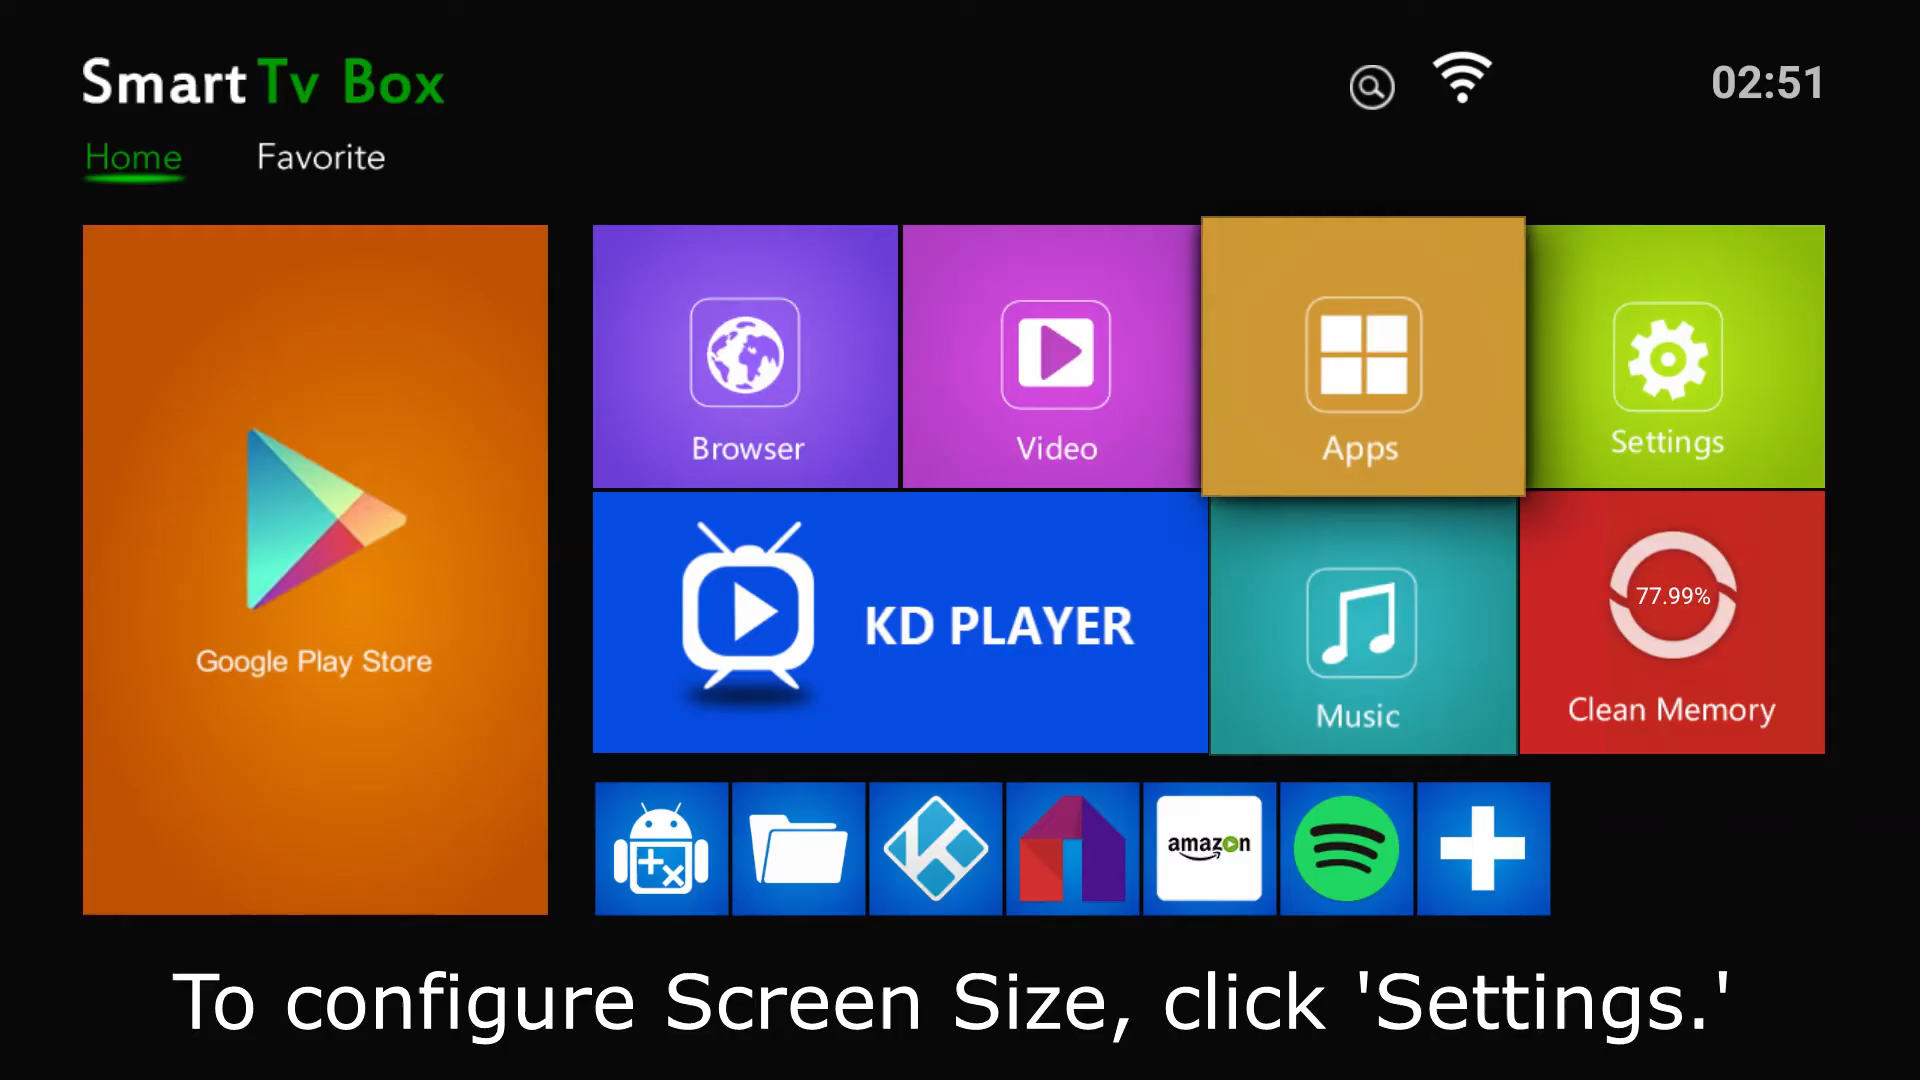 Smart Tv Box
02:51
Home
Favorite
Google Play Store
Browser
Video
Apps
Settings
KD PLAYER
Music
77.99%
Clean Memory
amazon
To configure Screen Size, click 'Settings.'